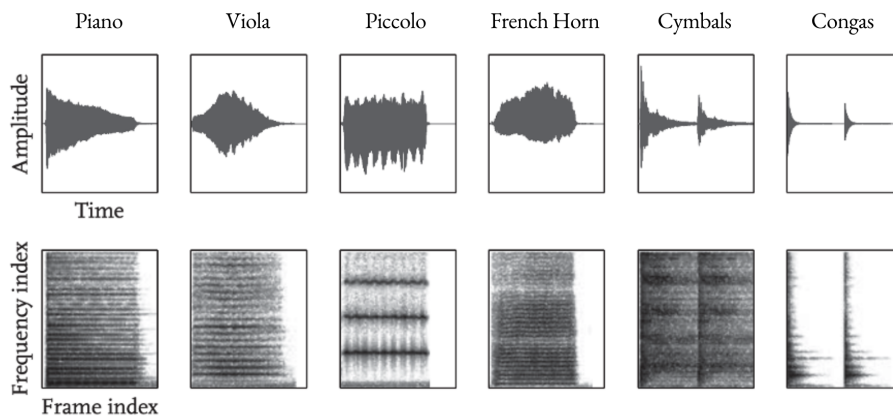 Piano
Viola
Piccolo
French Horn
Cymbals
Congas
Amplitude
Time
Frequency index
Frame index